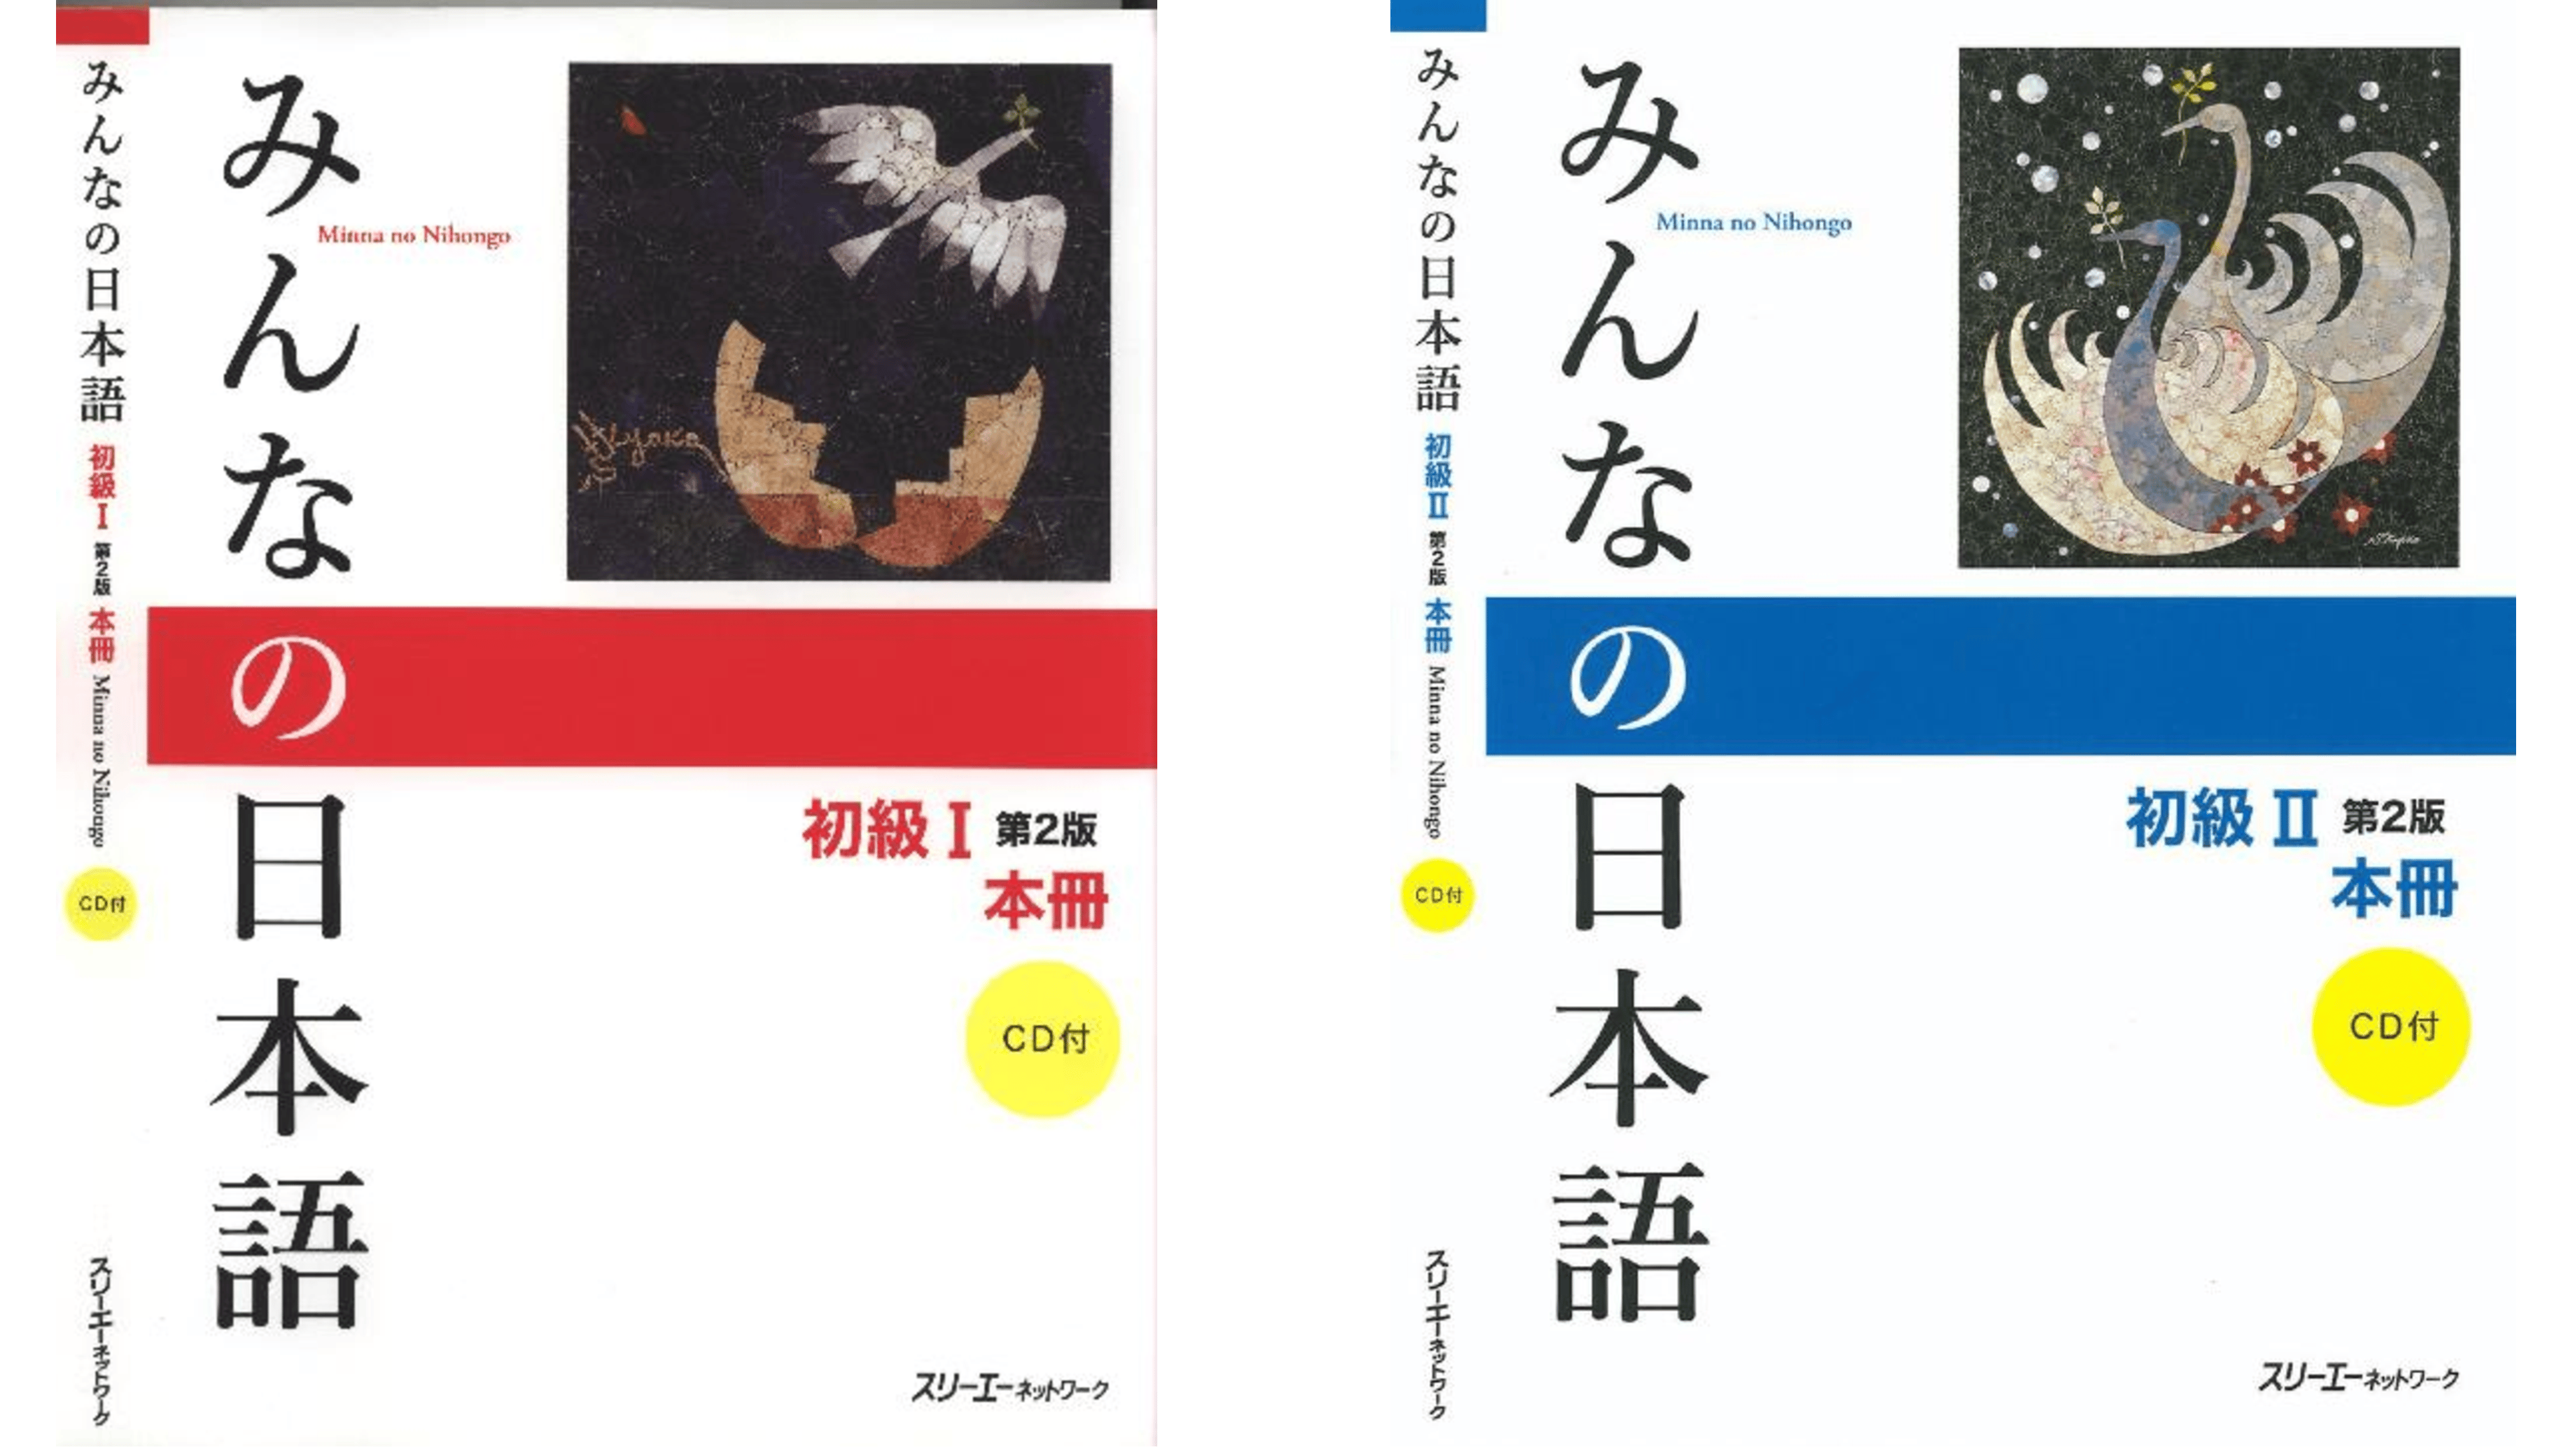 みんなの日本語 初級 I 第2版 本冊 Minna no Nihongo
CD付
スリーエーネットワーク
みんなの日本語
Minna no Nihongo
初級 I 第2版
本冊
CD付
スリーエーネットワーク
みんなの日本語 初級 II 第2版 本冊 Minna no Nihongo
CD付
スリーエーネットワーク
みんなの日本語
Minna no Nihongo
初級 II 第2版
本冊
CD付
スリーエーネットワーク